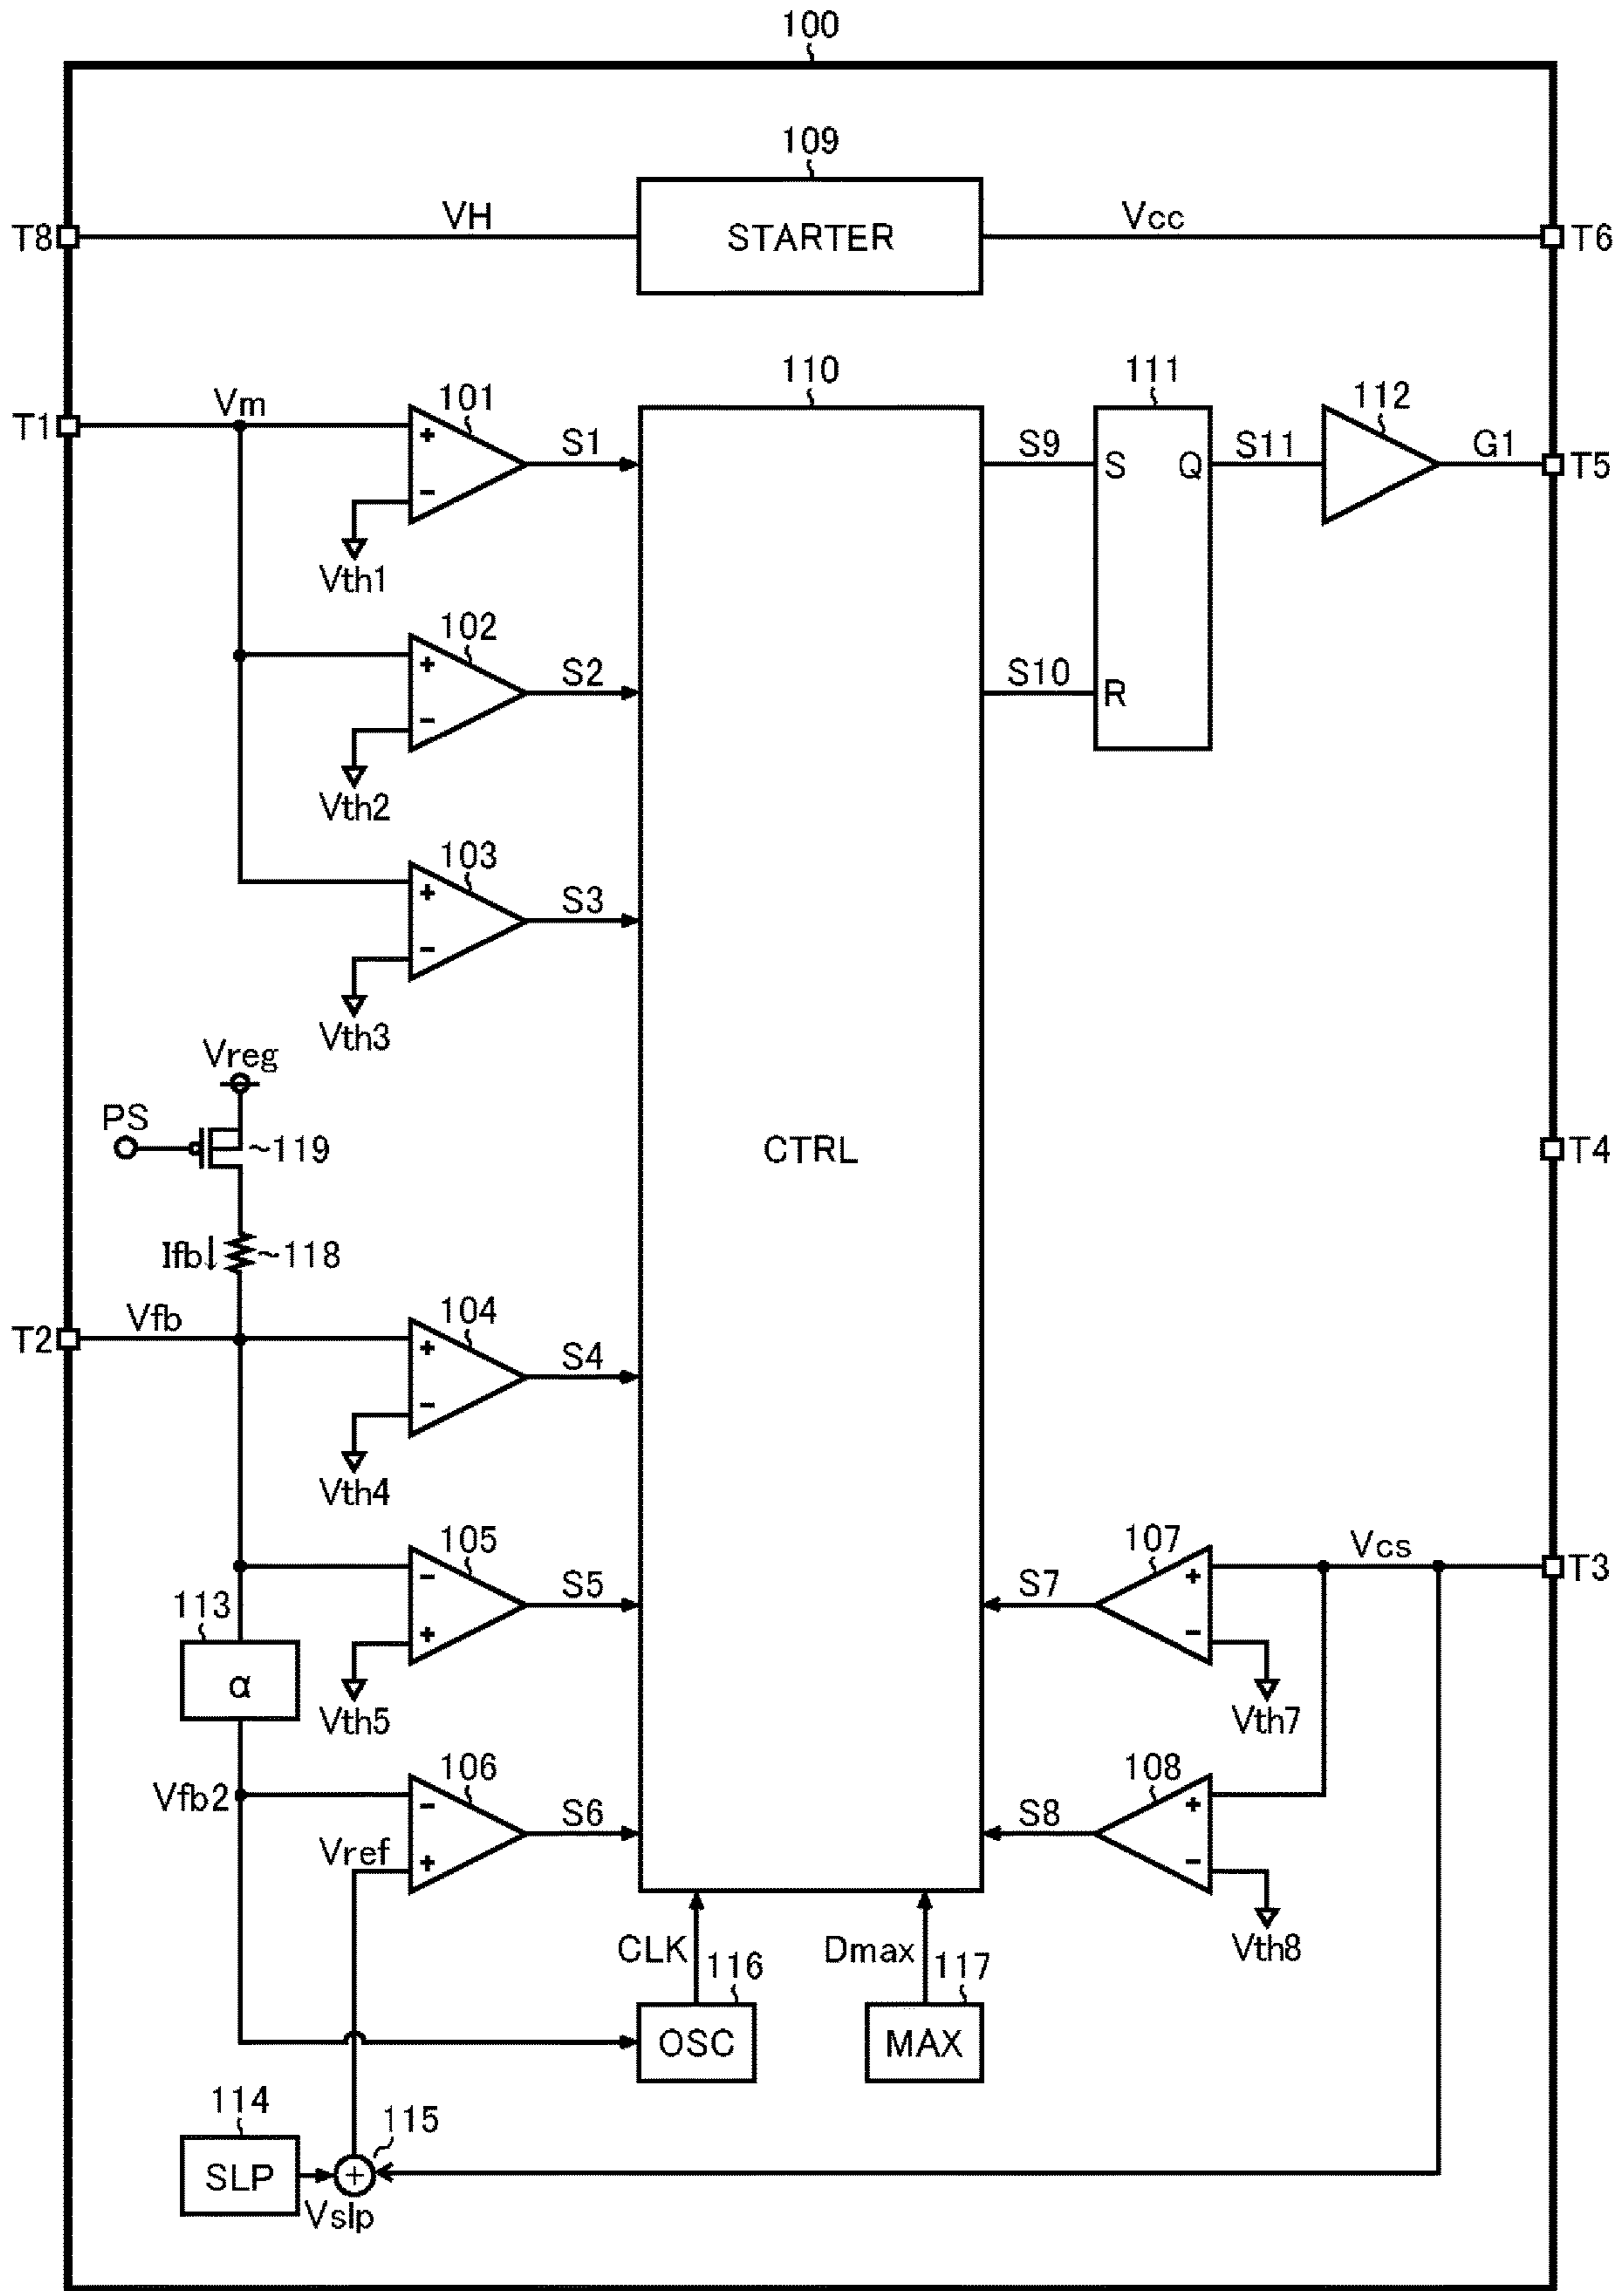 100
109
T8 VH STARTER Vcc T6
110 111 112
T1 Vm 101
+ S1 S9 S Q S11 G1 T5
-
Vth1
102
+ S2 S10 R
-
Vth2
103
+ S3
-
Vth3
Vreg
PS
~119 CTRL T4
Ifb↓ ~118
T2 Vfb 104
+ S4
-
Vth4
105 107 Vcs T3
- S5 S7 +
113 + -
α
Vth5 Vth7
106 108
Vfb2 - S6 S8 +
Vref + -
CLK 116 Dmax 117 Vth8
OSC MAX
114 115
SLP +
Vslp